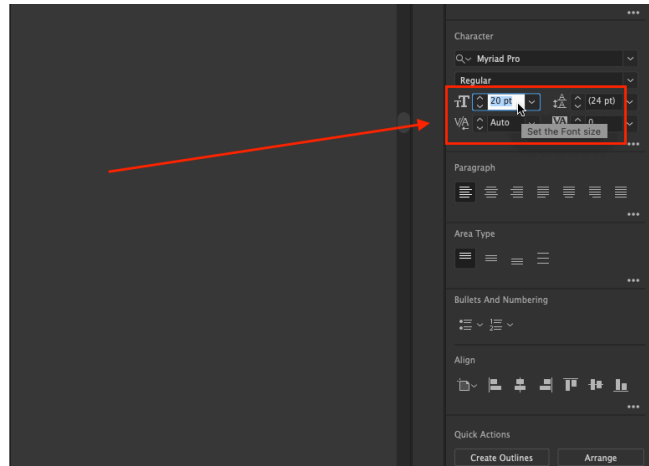 Character
Myriad Pro
Regular
20 pt (24 pt)
Auto 0
Set the Font size
Paragraph
Area Type
Bullets And Numbering
Align
Quick Actions
Create Outlines Arrange